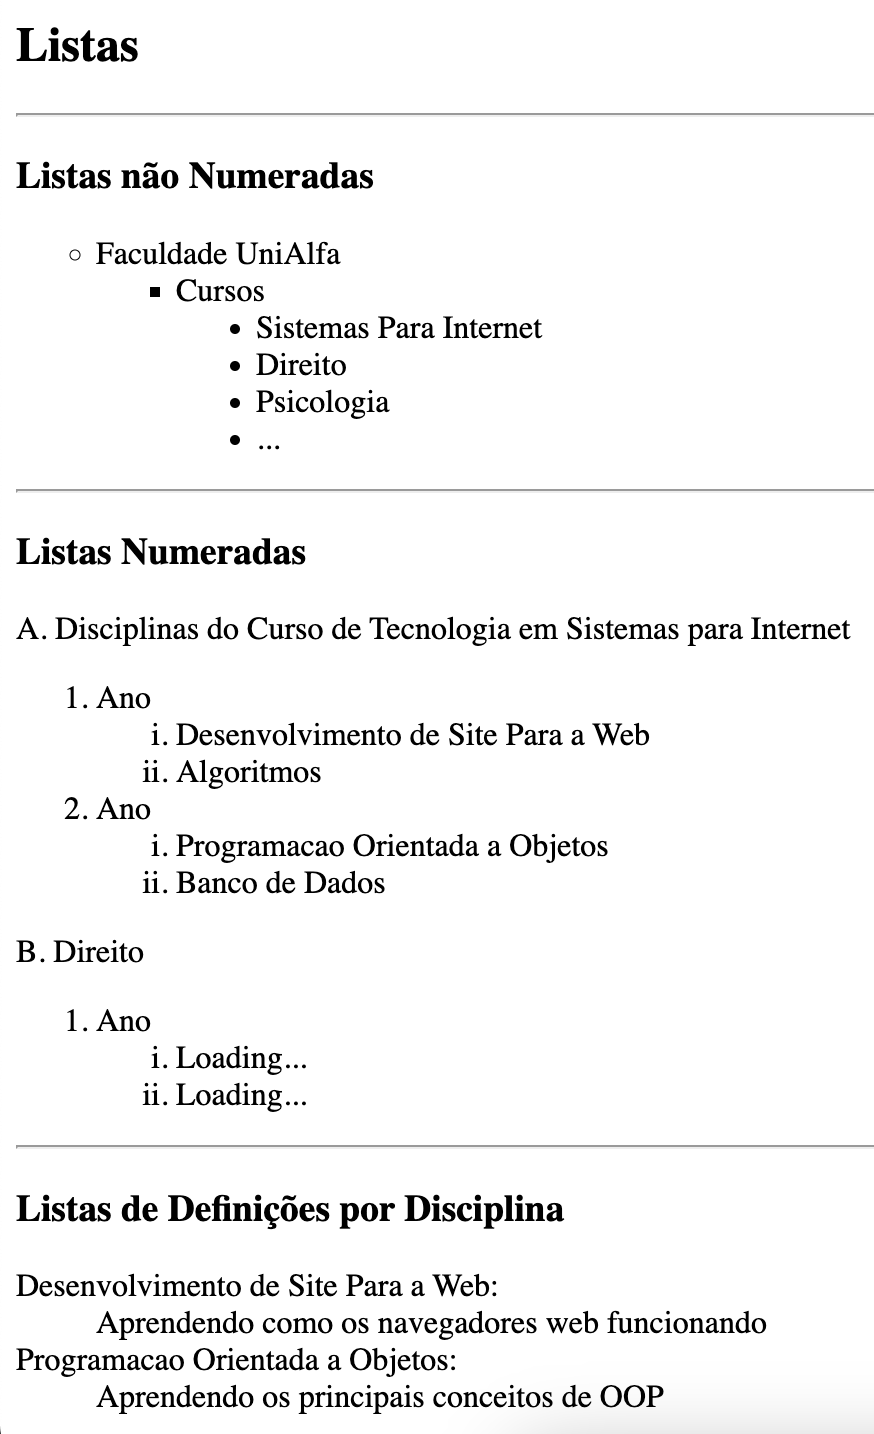 Listas
Listas não Numeradas
Faculdade UniAlfa
Cursos
Sistemas Para Internet
Direito
Psicologia
...
Listas Numeradas
A. Disciplinas do Curso de Tecnologia em Sistemas para Internet
1. Ano
i. Desenvolvimento de Site Para a Web
ii. Algoritmos
2. Ano
i. Programacao Orientada a Objetos
ii. Banco de Dados
B. Direito
1. Ano
i. Loading...
ii. Loading...
Listas de Definições por Disciplina
Desenvolvimento de Site Para a Web:
Aprendendo como os navegadores web funcionando
Programacao Orientada a Objetos:
Aprendendo os principais conceitos de OOP